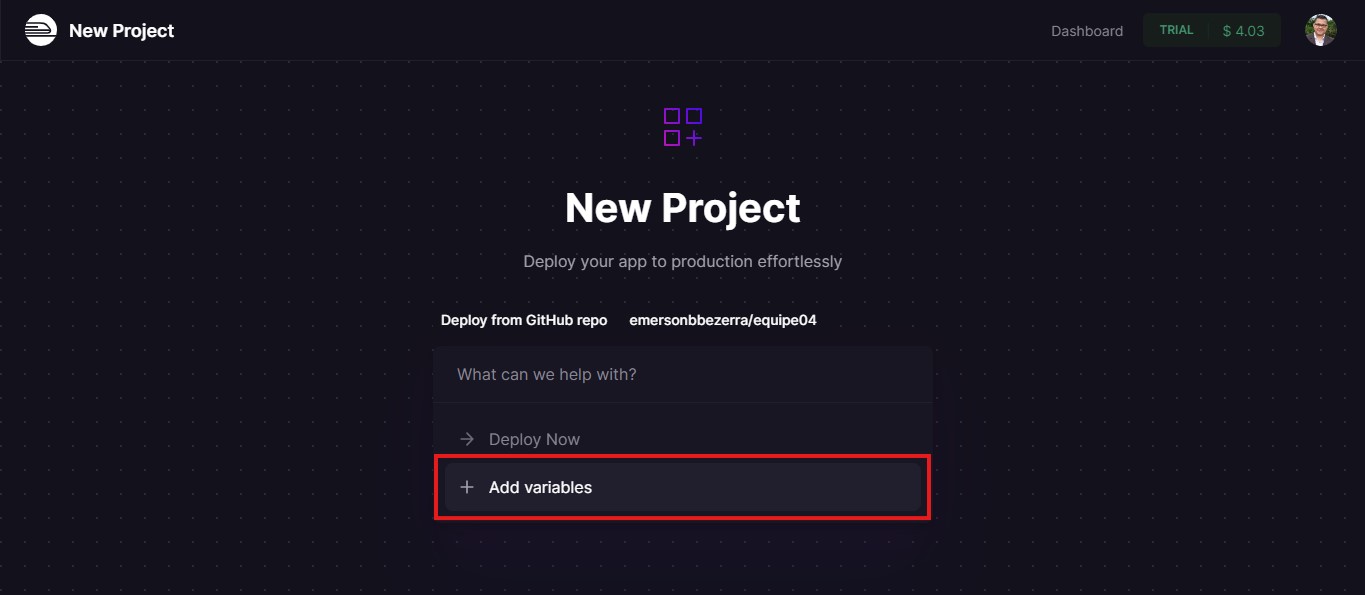 New Project
Dashboard
TRIAL
$ 4.03
New Project
Deploy your app to production effortlessly
Deploy from GitHub repo emersonbbezerra/equipe04
What can we help with?
Deploy Now
Add variables